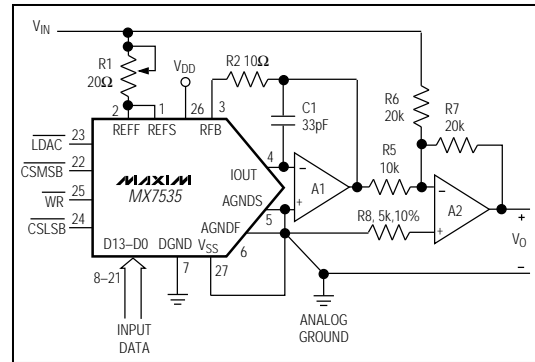 VIN
R1
20Ω
VDD
R2 10Ω
C1
33pF
R6
20k
R7
20k
2
1
26
3
REFF
REFS
RFB
LDAC
23
CSMSB
22
WR
25
CSLSB
24
MAXIM
MX7535
IOUT
4
AGNDS
5
AGNDF
6
A1
R5
10k
A2
R8, 5k,10%
VO
+
–
D13–D0
DGND
VSS
8–21
7
27
INPUT
DATA
ANALOG
GROUND
–
+
–
+